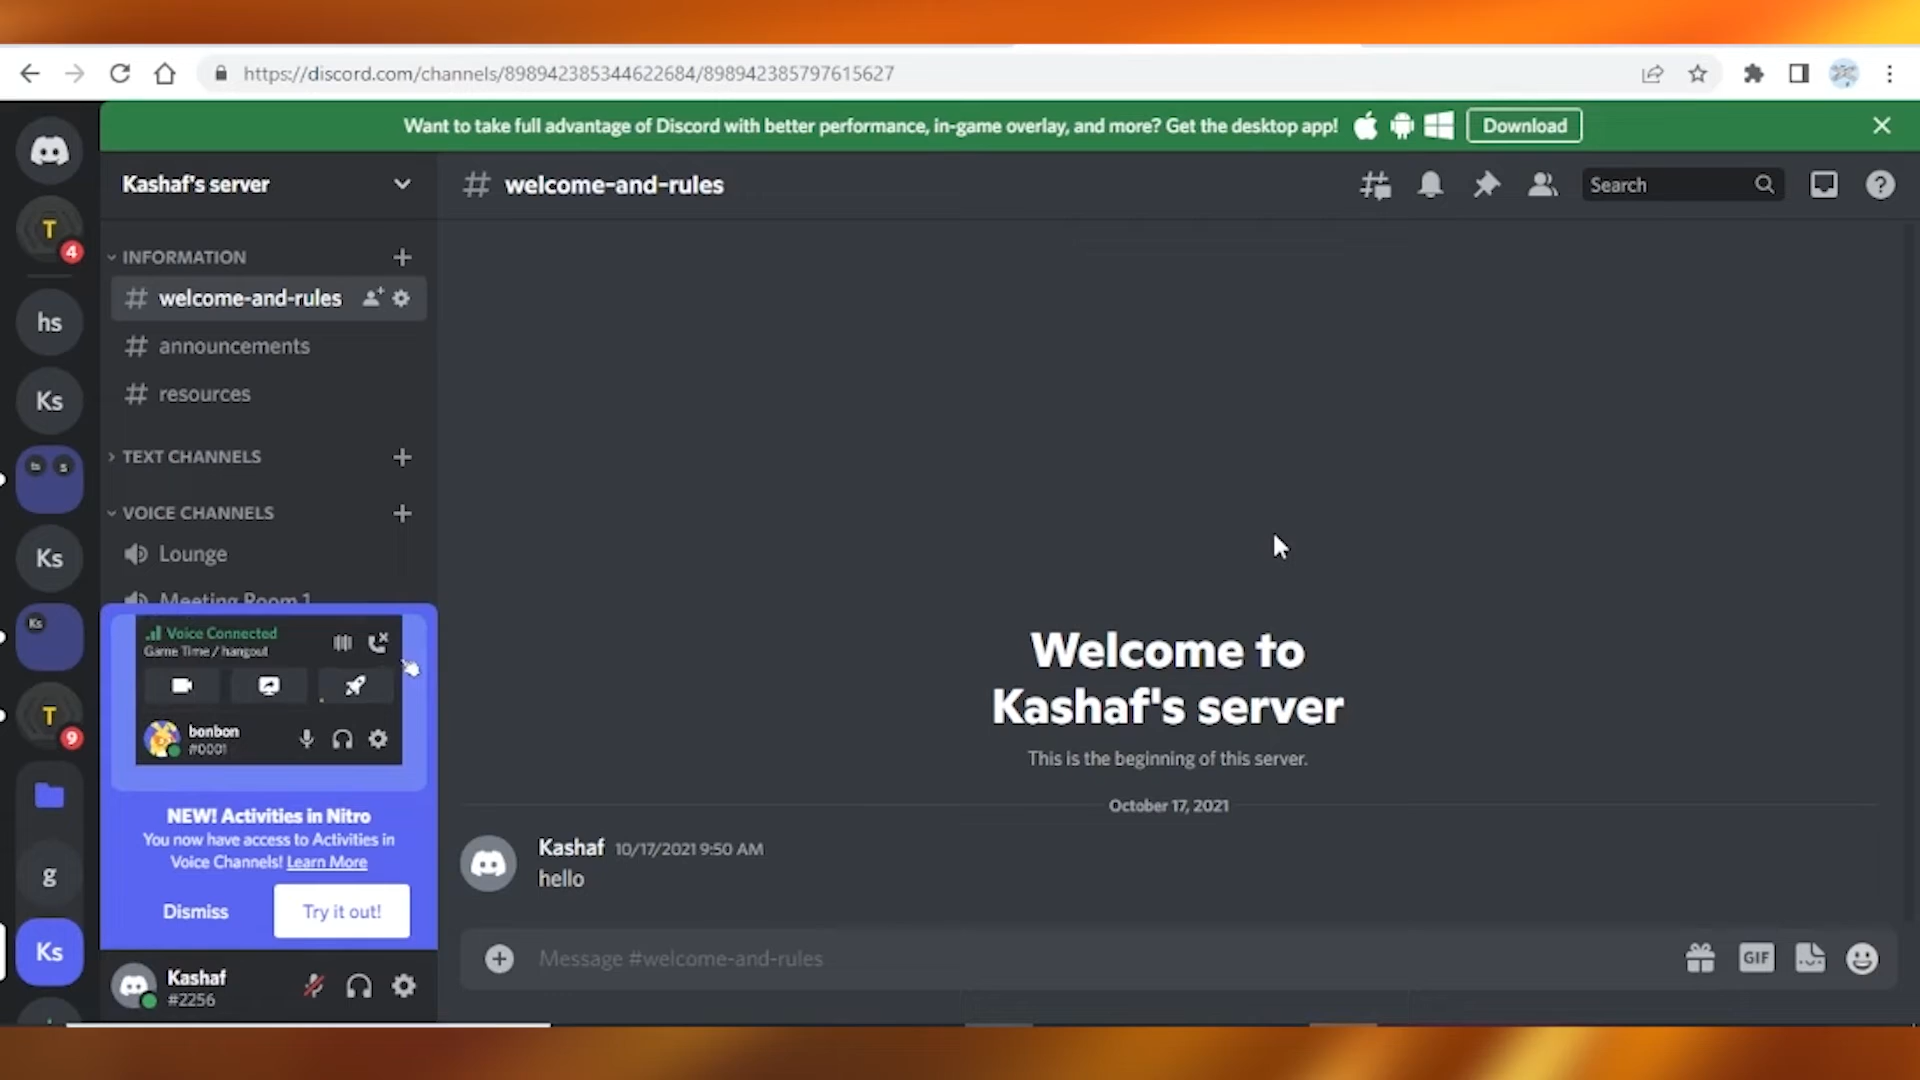 https://discord.com/channels/898942385344622684/898942385797615627
Want to take full advantage of Discord with better performance, in-game overlay, and more? Get the desktop app!
Download
Kashaf's server
welcome-and-rules
Search
T
4
hs
Ks
ts
s
Ks
Ks
T
9
g
Ks
INFORMATION
welcome-and-rules
announcements
resources
TEXT CHANNELS
VOICE CHANNELS
Lounge
Meeting Room 1
Voice Connected
Game Time / hangout
bonbon
#0001
NEW! Activities in Nitro
You now have access to Activities in
Voice Channels! Learn More
Dismiss
Try it out!
Kashaf
#2256
Welcome to
Kashaf's server
This is the beginning of this server.
October 17, 2021
Kashaf 10/17/2021 9:50 AM
hello
Message #welcome-and-rules
GIF